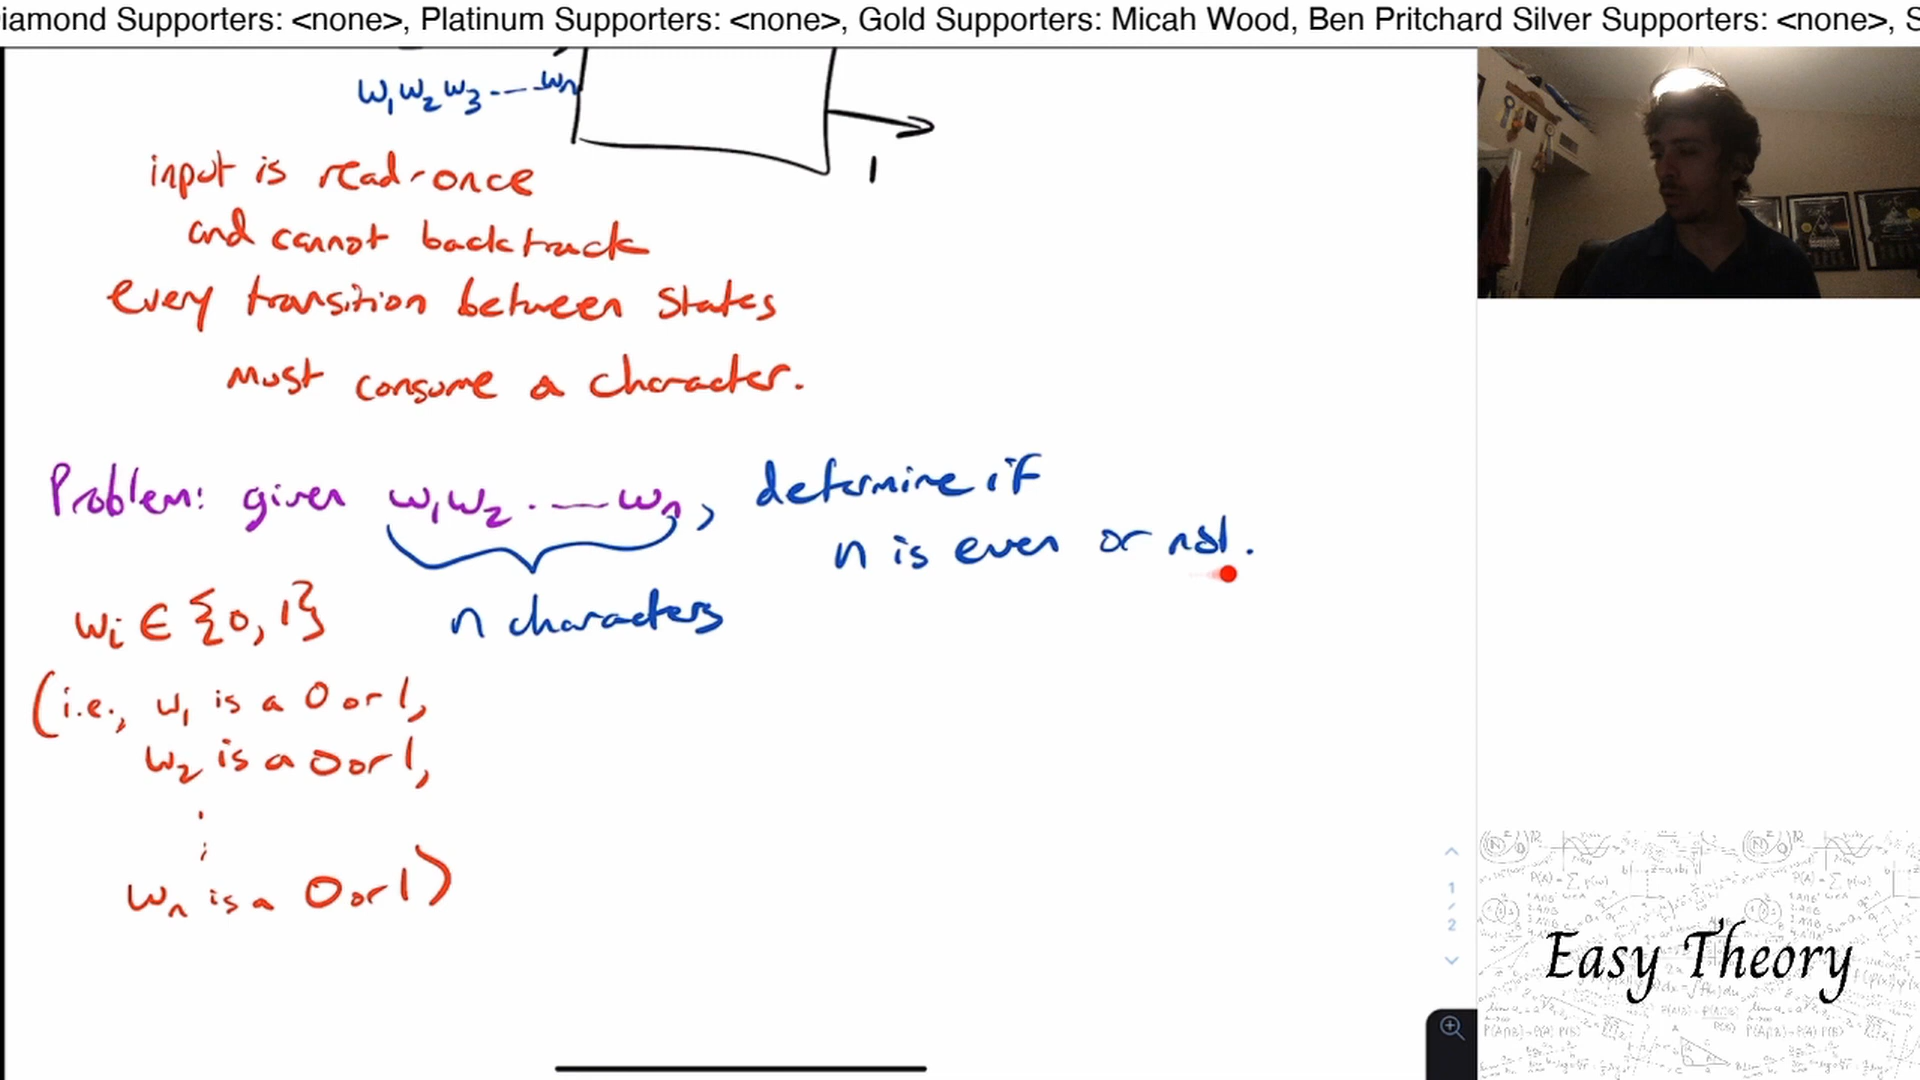 iamond Supporters: <none>, Platinum Supporters: <none>, Gold Supporters: Micah Wood, Ben Pritchard Silver Supporters: <none>, S
w₁w₂w₃...—wₙ
1
input is read-once
and cannot backtrack
every transition between states
must consume a character.
Problem: given w₁w₂.—wₙ, determine if
n is even or not.
n characters
wᵢ ∈ {0, 1}
(i.e., w₁ is a 0 or 1,
w₂ is a 0 or 1,
⋮
wₙ is a 0 or 1)
1
2
Easy Theory